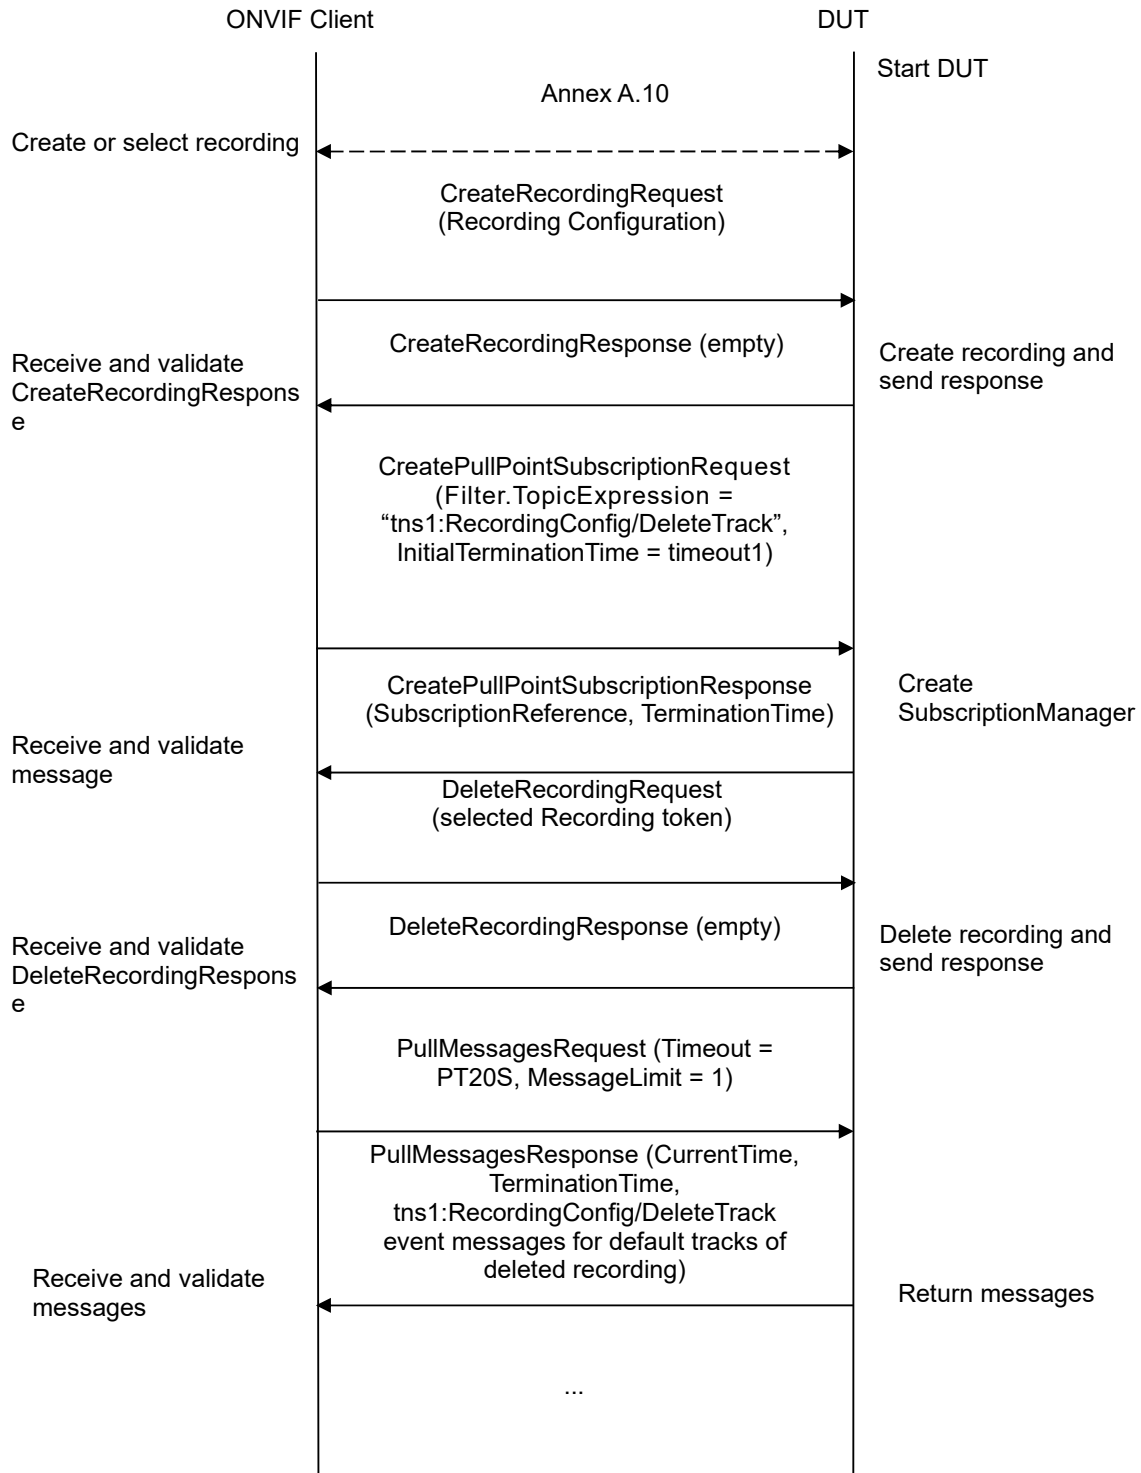 ONVIF Client
DUT
Start DUT
Annex A.10
Create or select recording
CreateRecordingRequest
(Recording Configuration)
CreateRecordingResponse (empty)
Receive and validate
CreateRecordingRespons
e
Create recording and
send response
CreatePullPointSubscriptionRequest
(Filter.TopicExpression =
“tns1:RecordingConfig/DeleteTrack”,
InitialTerminationTime = timeout1)
CreatePullPointSubscriptionResponse
(SubscriptionReference, TerminationTime)
Create
SubscriptionManager
Receive and validate
message
DeleteRecordingRequest
(selected Recording token)
DeleteRecordingResponse (empty)
Receive and validate
DeleteRecordingRespons
e
Delete recording and
send response
PullMessagesRequest (Timeout =
PT20S, MessageLimit = 1)
PullMessagesResponse (CurrentTime,
TerminationTime,
tns1:RecordingConfig/DeleteTrack
event messages for default tracks of
deleted recording)
Receive and validate
messages
Return messages
...